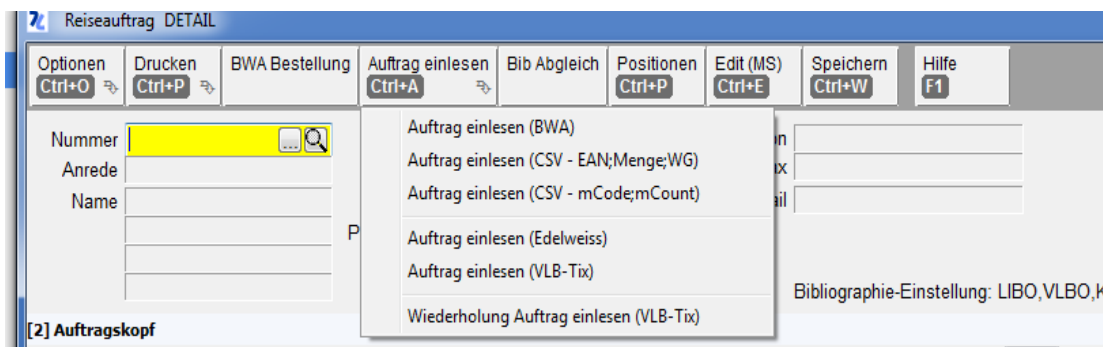 Reiseauftrag DETAIL
Optionen Drucken BWA Bestellung Auftrag einlesen Bib Abgleich Positionen Edit (MS) Speichern Hilfe
Ctrl+O Ctrl+P Ctrl+A Ctrl+P Ctrl+E Ctrl+W F1
Nummer ...
Anrede
Name
P
Auftrag einlesen (BWA)
Auftrag einlesen (CSV - EAN;Menge;WG)
Auftrag einlesen (CSV - mCode;mCount)
Auftrag einlesen (Edelweiss)
Auftrag einlesen (VLB-Tix)
Wiederholung Auftrag einlesen (VLB-Tix)
on
ax
ail
Bibliographie-Einstellung: LIBO,VLBO,K
[2] Auftragskopf